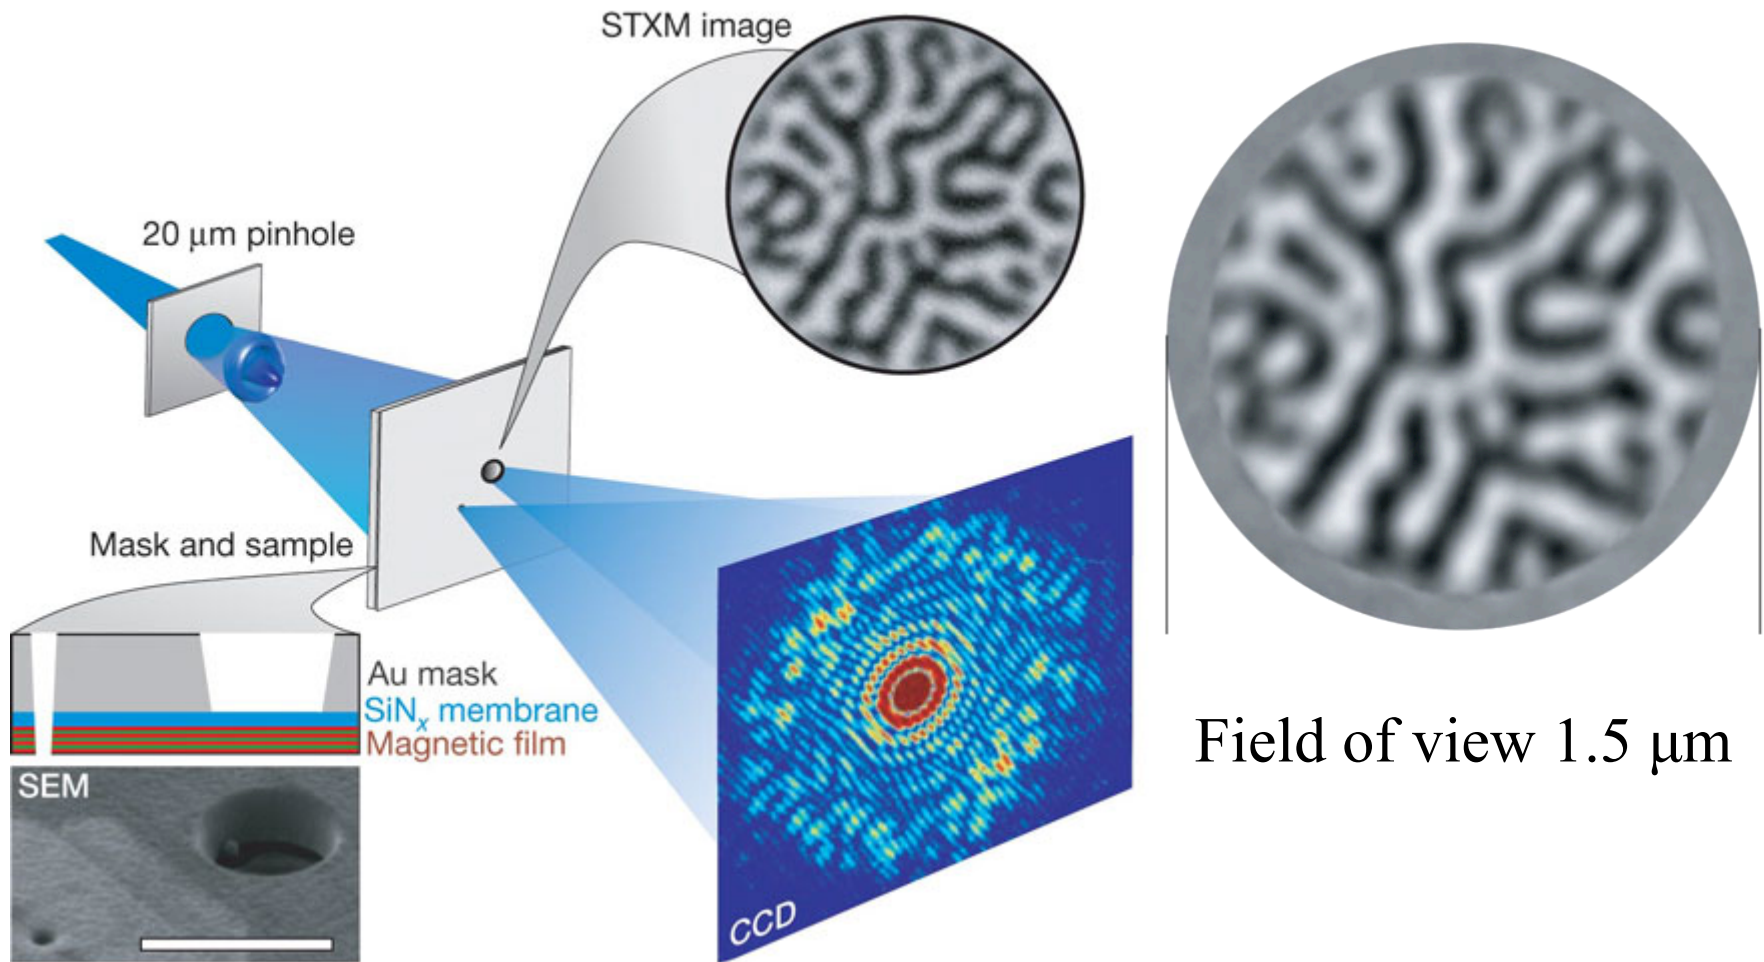 STXM image
20 μm pinhole
Mask and sample
Au mask
SiNx membrane
Magnetic film
SEM
CCD
Field of view 1.5 μm